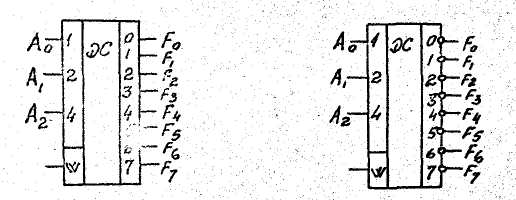 A₀ 1 DC 0 F₀
1 F₁
A₁ 2 2 F₂
3 F₃
A₂ 4 4 F₄
F₅
6 F₆
W 7 F₇
A₀ 1 DC 0 F₀
1 F₁
A₁ 2 2 F₂
3 F₃
A₂ 4 4 F₄
5 F₅
6 F₆
W 7 F₇